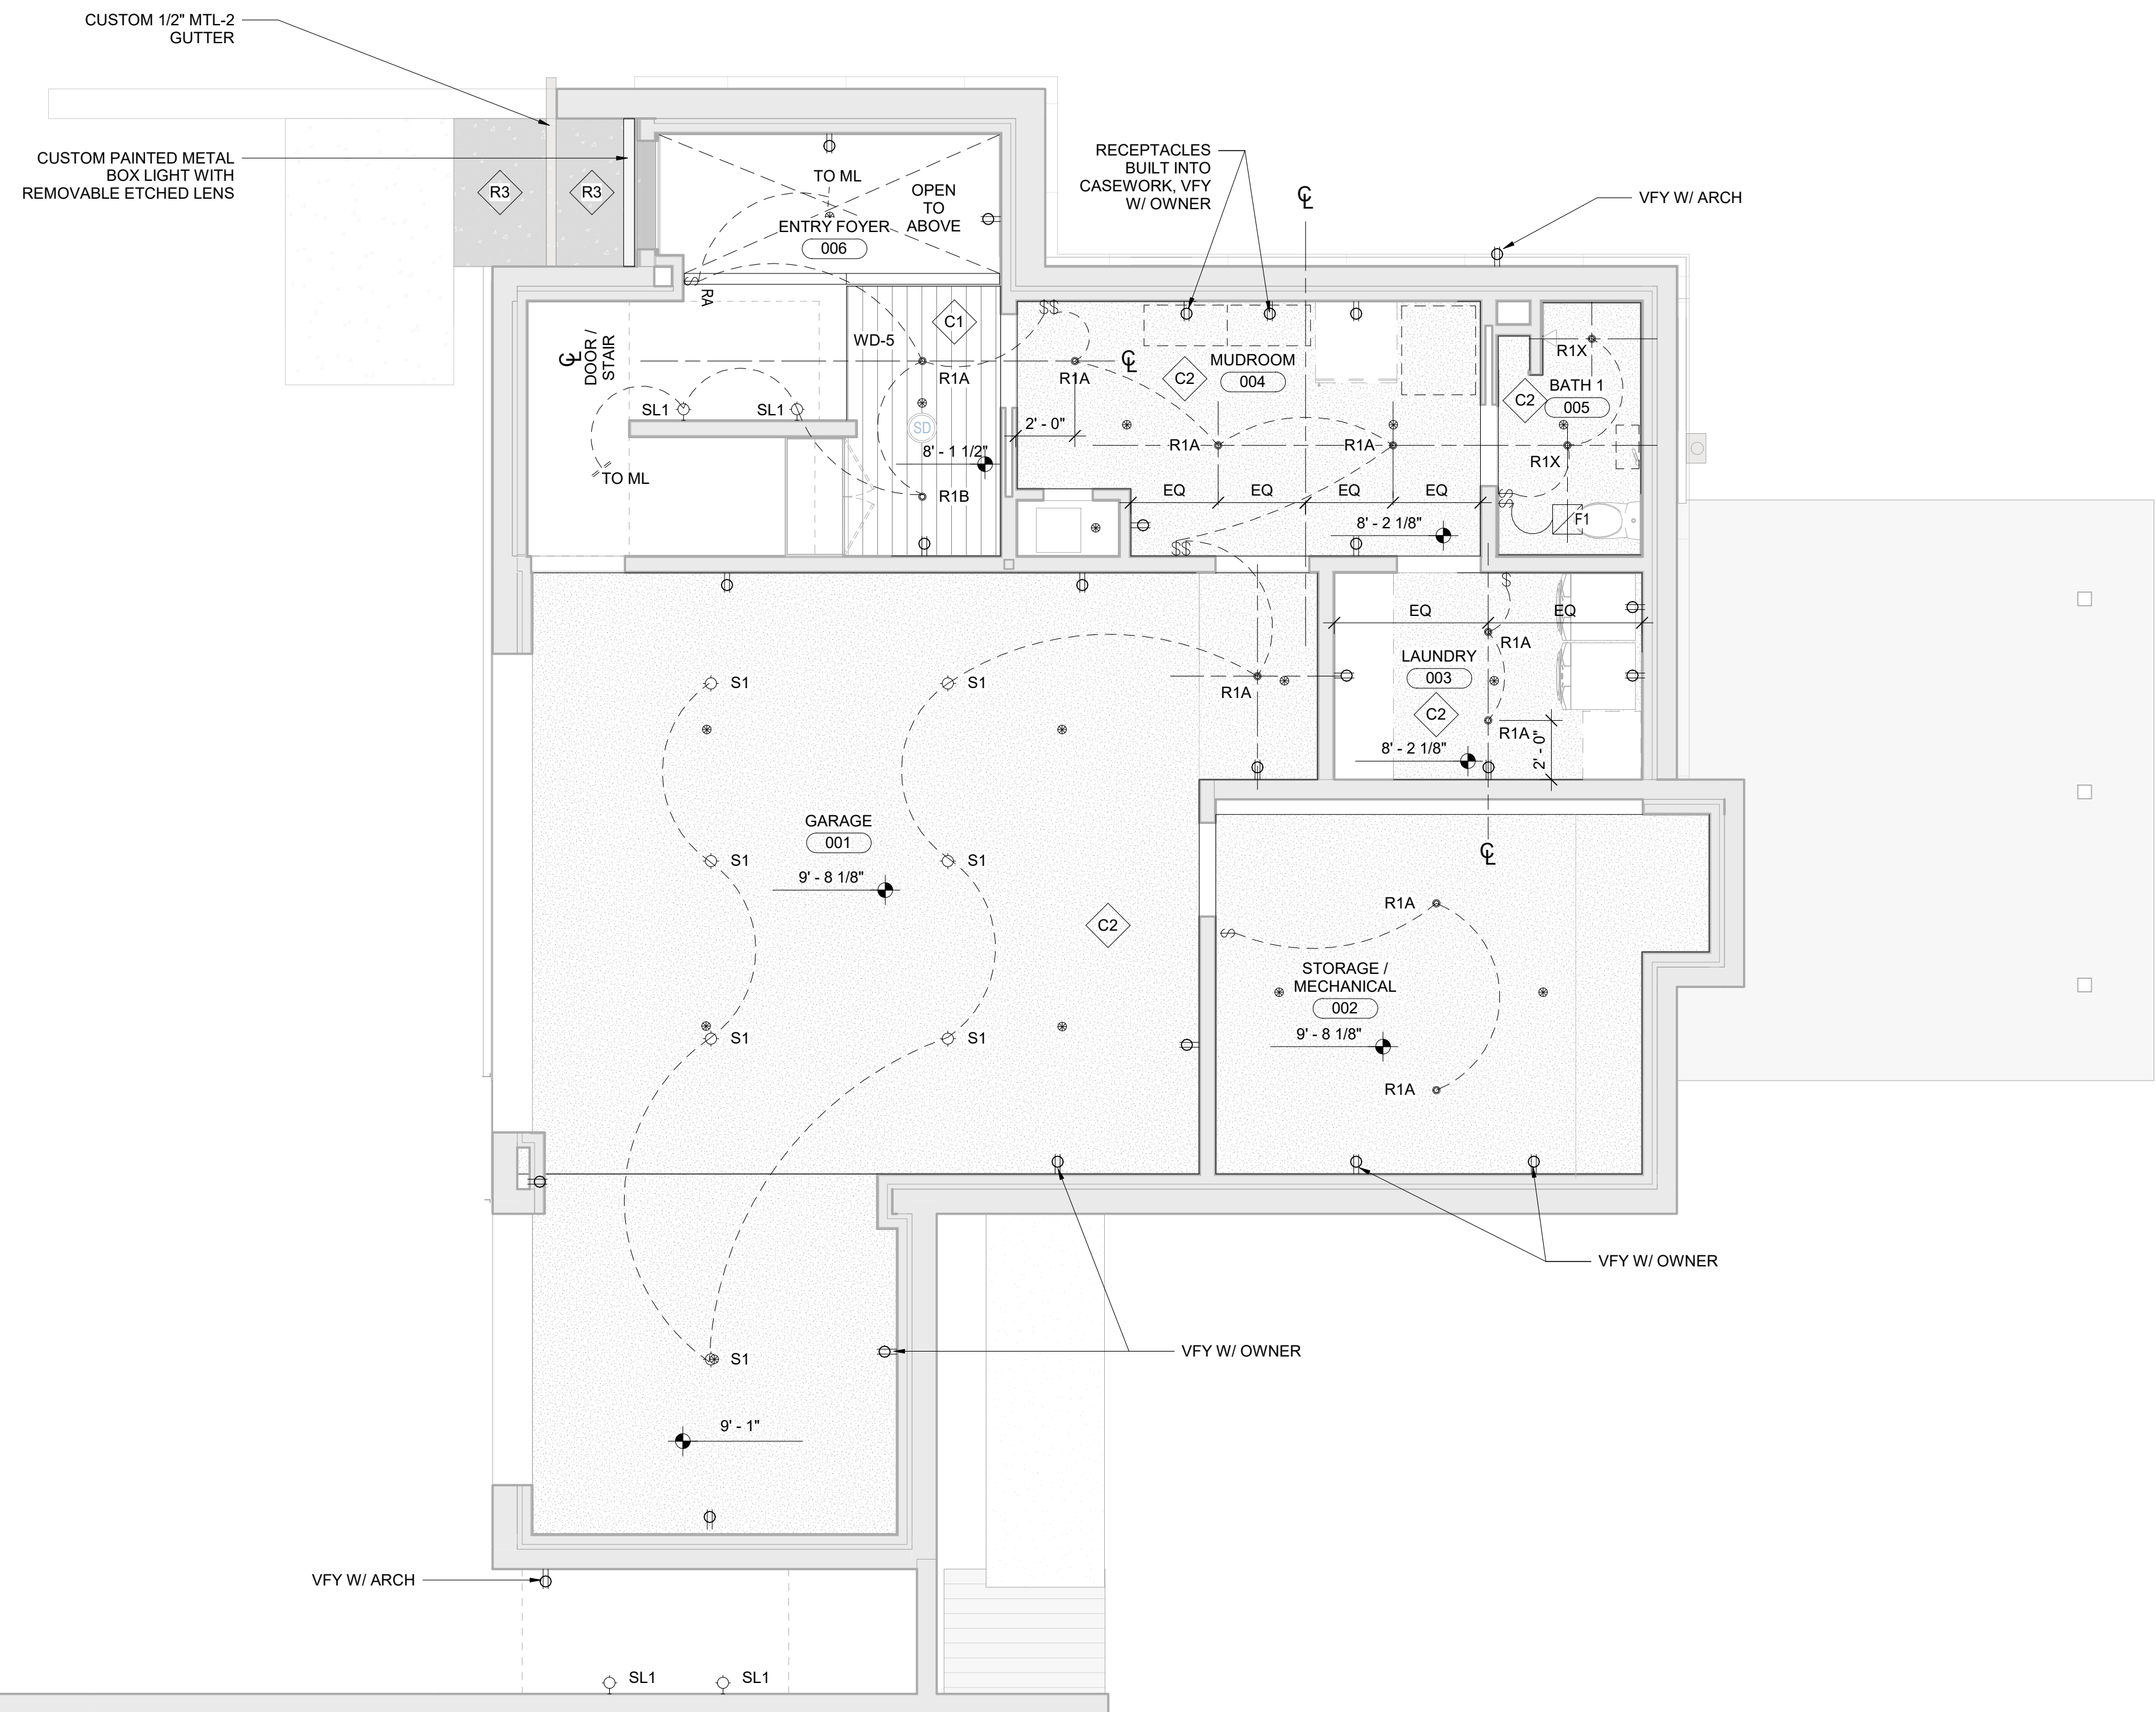 CUSTOM 1/2" MTL-2
GUTTER
CUSTOM PAINTED METAL
BOX LIGHT WITH
REMOVABLE ETCHED LENS
R3
R3
TO ML
OPEN
TO
ABOVE
ENTRY FOYER
006
RA
RECEPTACLES
BUILT INTO
CASEWORK, VFY
W/ OWNER
CL
VFY W/ ARCH
CL
DOOR /
STAIR
WD-5
C1
R1A
SL1
SL1
SD
8' - 1 1/2"
TO ML
R1B
$
$$
R1A
CL
C2
MUDROOM
004
2' - 0"
R1A
R1A
EQ
EQ
EQ
EQ
8' - 2 1/8"
$$
R1X
BATH 1
C2
005
R1X
$$
F1
$
EQ
EQ
R1A
LAUNDRY
003
C2
R1A
8' - 2 1/8"
2' - 0"
CL
S1
S1
R1A
GARAGE
001
S1
S1
9' - 8 1/8"
C2
S1
S1
R1A
$
STORAGE /
MECHANICAL
002
9' - 8 1/8"
R1A
VFY W/ OWNER
VFY W/ OWNER
S1
9' - 1"
VFY W/ ARCH
SL1
SL1